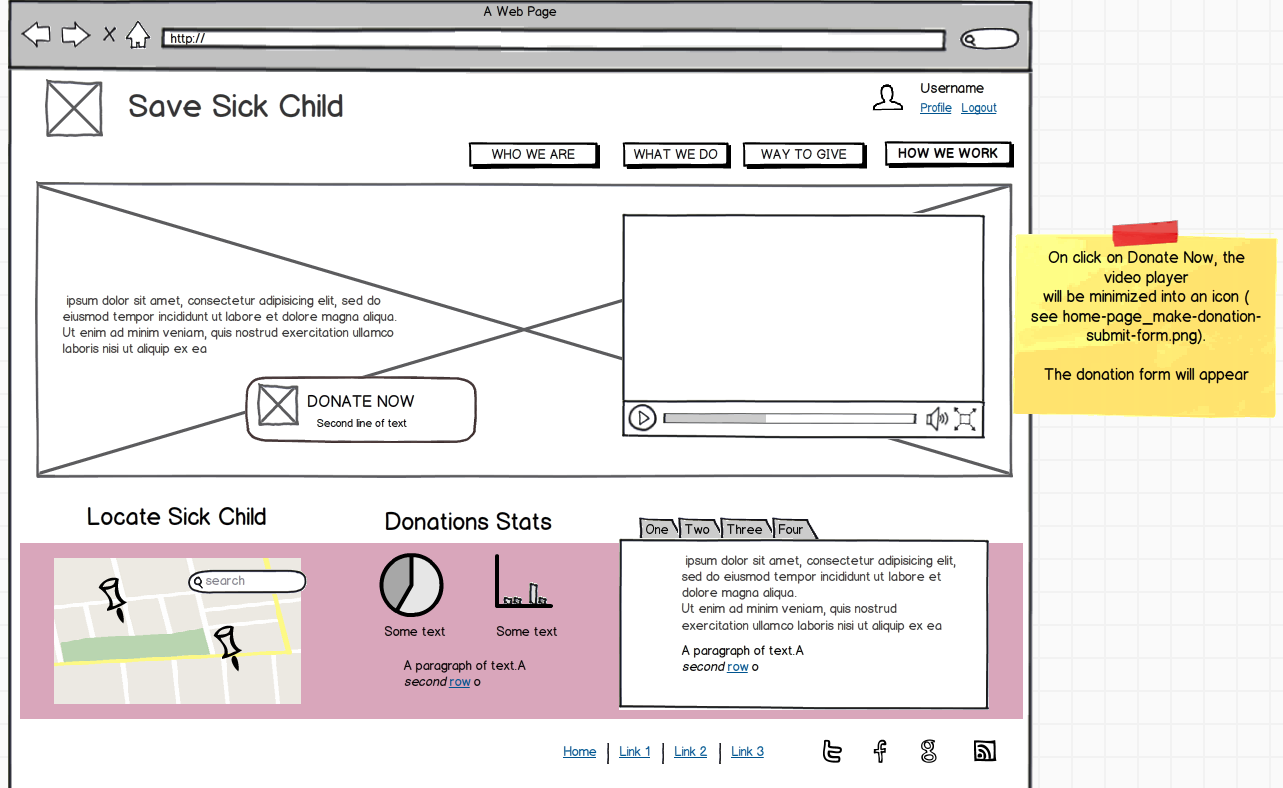 A Web Page
http://
Save Sick Child
Username
Profile Logout
WHO WE ARE
WHAT WE DO
WAY TO GIVE
HOW WE WORK
ipsum dolor sit amet, consectetur adipisicing elit, sed do
eiusmod tempor incididunt ut labore et dolore magna aliqua.
Ut enim ad minim veniam, quis nostrud exercitation ullamco
laboris nisi ut aliquip ex ea
DONATE NOW
Second line of text
On click on Donate Now, the
video player
will be minimized into an icon (
see home-page_make-donation-
submit-form.png).
The donation form will appear
Locate Sick Child
search
Donations Stats
Some text
Some text
A paragraph of text.A
second row o
One
Two
Three
Four
ipsum dolor sit amet, consectetur adipisicing elit,
sed do eiusmod tempor incididunt ut labore et
dolore magna aliqua.
Ut enim ad minim veniam, quis nostrud
exercitation ullamco laboris nisi ut aliquip ex ea
A paragraph of text.A
second row o
Home
Link 1
Link 2
Link 3